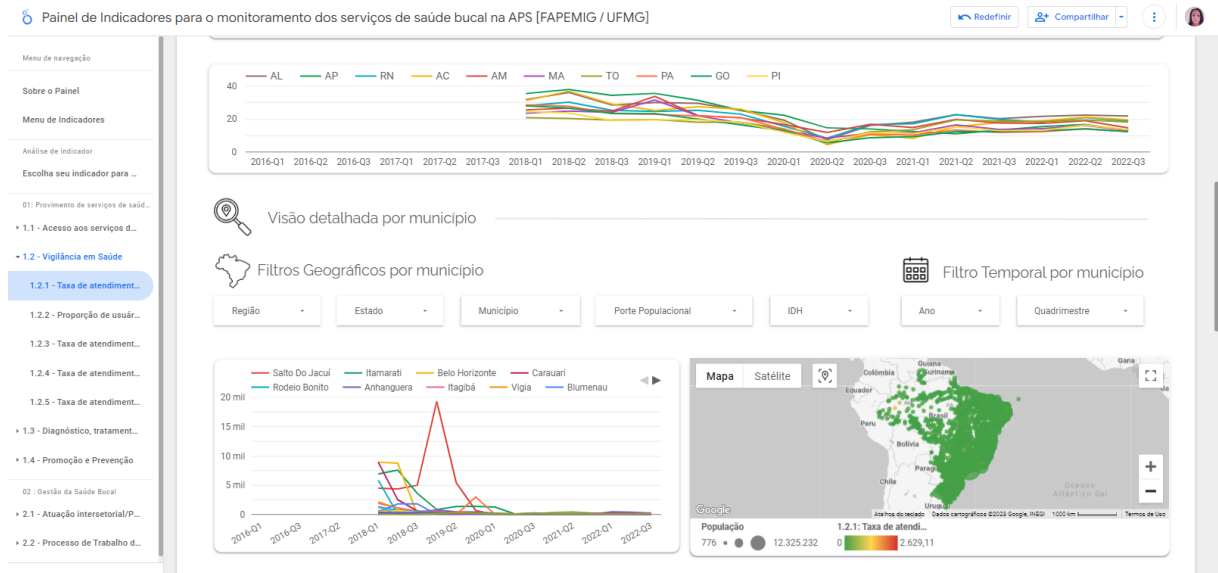 Painel de Indicadores para o monitoramento dos serviços de saúde bucal na APS [FAPEMIG / UFMG]
Redefinir
Compartilhar
Menu de navegação
Sobre o Painel
Menu de Indicadores
Análise de indicador
Escolha seu indicador para ...
01: Provimento de serviços de saúd...
1.1 - Acesso aos serviços d...
1.2 - Vigilância em Saúde
1.2.1 - Taxa de atendiment...
1.2.2 - Proporção de usuár...
1.2.3 - Taxa de atendiment...
1.2.4 - Taxa de atendiment...
1.2.5 - Taxa de atendiment...
1.3 - Diagnóstico, tratament...
1.4 - Promoção e Prevenção
02 : Gestão da Saúde Bucal
2.1 - Atuação intersetorial/P...
2.2 - Processo de Trabalho d...
AL AP RN AC AM MA TO PA GO PI
40
20
0
2016-Q1 2016-Q2 2016-Q3 2017-Q1 2017-Q2 2017-Q3 2018-Q1 2018-Q2 2018-Q3 2019-Q1 2019-Q2 2019-Q3 2020-Q1 2020-Q2 2020-Q3 2021-Q1 2021-Q2 2021-Q3 2022-Q1 2022-Q2 2022-Q3
Visão detalhada por município
Filtros Geográficos por município
Filtro Temporal por município
Região Estado Município Porte Populacional IDH Ano Quadrimestre
Salto Do Jacuí Itamarati Belo Horizonte Carauari
Rodeio Bonito Anhanguera Itagibá Vigia Blumenau
20 mil
15 mil
10 mil
5 mil
0
2016-Q1 2016-Q3 2017-Q2 2018-Q1 2018-Q3 2019-Q2 2020-Q1 2020-Q3 2021-Q2 2022-Q1 2022-Q3
Mapa Satélite
Gana
Guiana
Colômbia Suriname
Equador
Brasil
Peru
Bolívia
Chile
Oceano
Atlântico Sul
Google
Atalhos do teclado Dados cartográficos ©2023 Google, INEGI 1000 km Termos de Uso
População
776 12.325.232
1.2.1: Taxa de atendi...
0 2.629,11